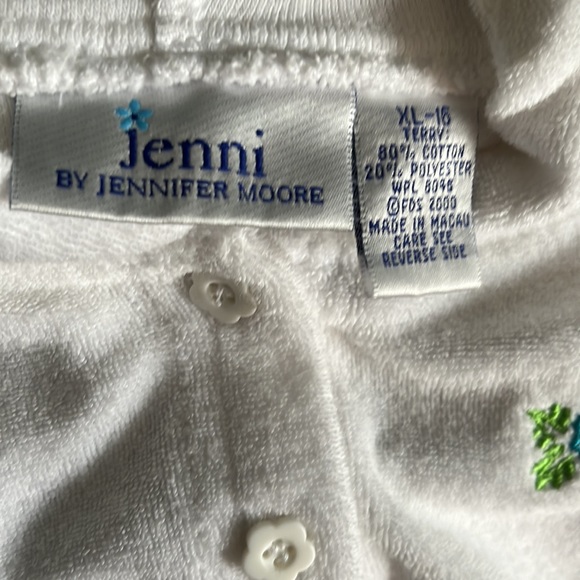 jenni
BY JENNIFER MOORE
XL-16
TERRY:
80% COTTON
20% POLYESTER
WPL 8046
©FDS 2000
MADE IN MACAU
CARE SEE
REVERSE SIDE